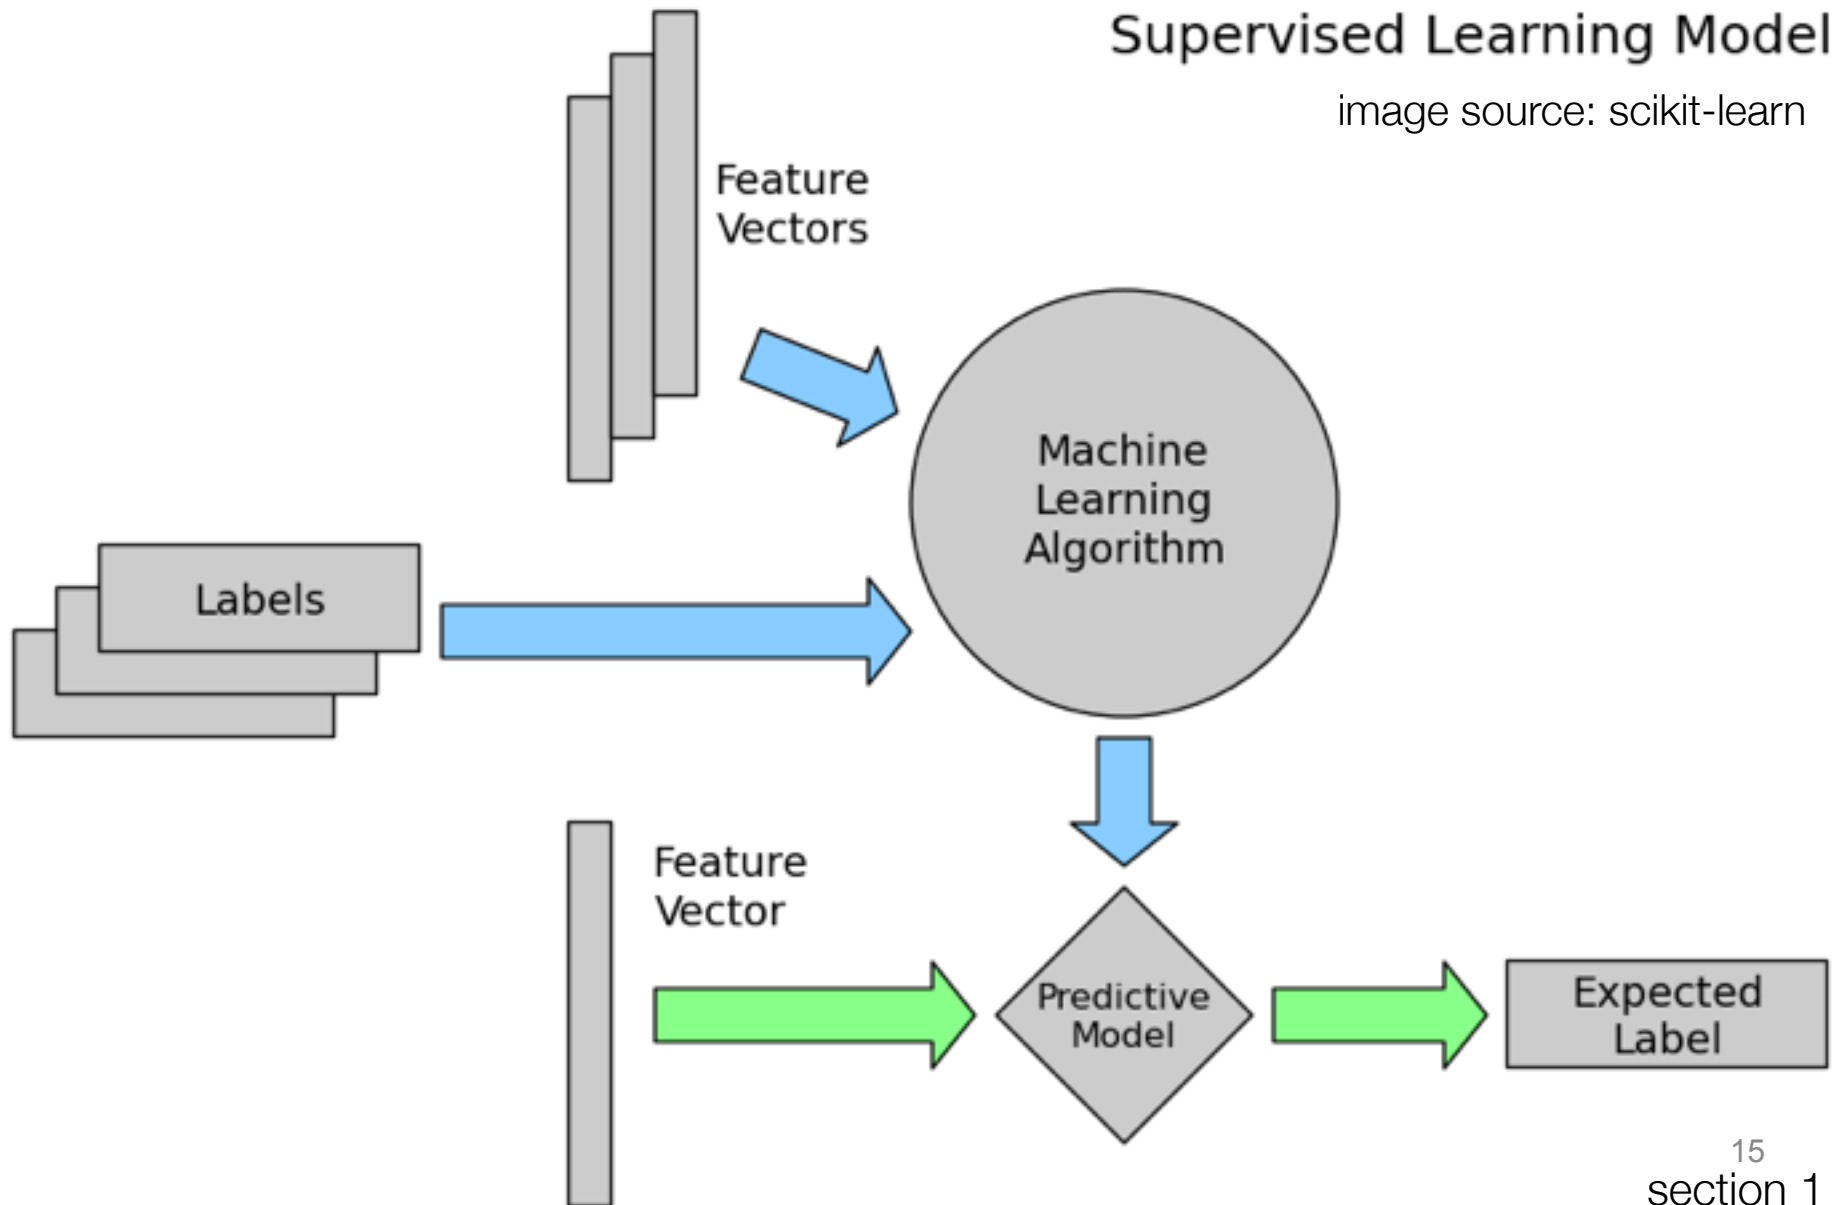 Supervised Learning Model
image source: scikit-learn
Feature
Vectors
Machine
Learning
Algorithm
Labels
Feature
Vector
Predictive
Model
Expected
Label
15
section 1